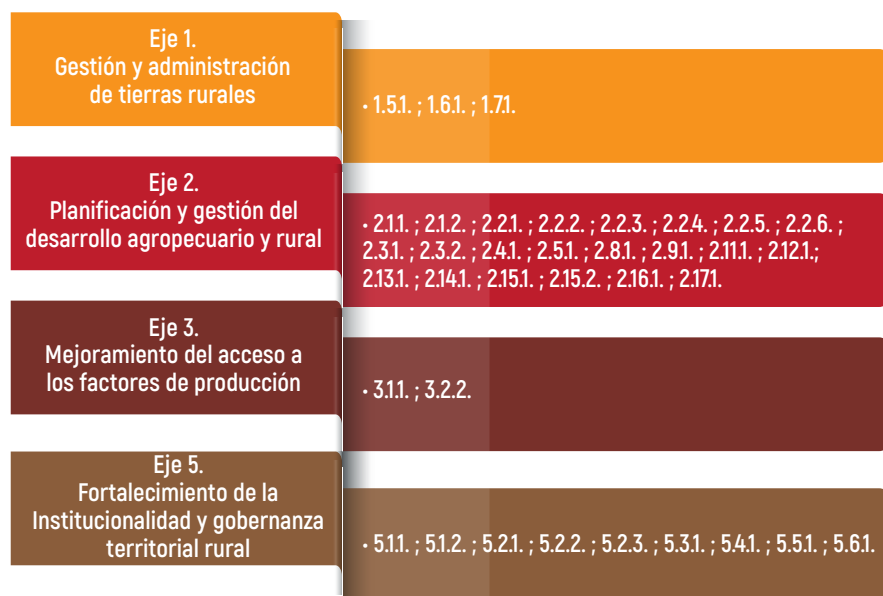 Eje 1.
Gestión y administración
de tierras rurales
• 1.5.1. ; 1.6.1. ; 1.7.1.
Eje 2.
Planificación y gestión del
desarrollo agropecuario y rural
• 2.1.1. ; 2.1.2. ; 2.2.1. ; 2.2.2. ; 2.2.3. ; 2.2.4. ; 2.2.5. ; 2.2.6. ;
2.3.1. ; 2.3.2. ; 2.4.1. ; 2.5.1. ; 2.8.1. ; 2.9.1. ; 2.11.1. ; 2.12.1.;
2.13.1. ; 2.14.1. ; 2.15.1. ; 2.15.2. ; 2.16.1. ; 2.17.1.
Eje 3.
Mejoramiento del acceso a
los factores de producción
• 3.1.1. ; 3.2.2.
Eje 5.
Fortalecimiento de la
Institucionalidad y gobernanza
territorial rural
• 5.1.1. ; 5.1.2. ; 5.2.1. ; 5.2.2. ; 5.2.3. ; 5.3.1. ; 5.4.1. ; 5.5.1. ; 5.6.1.